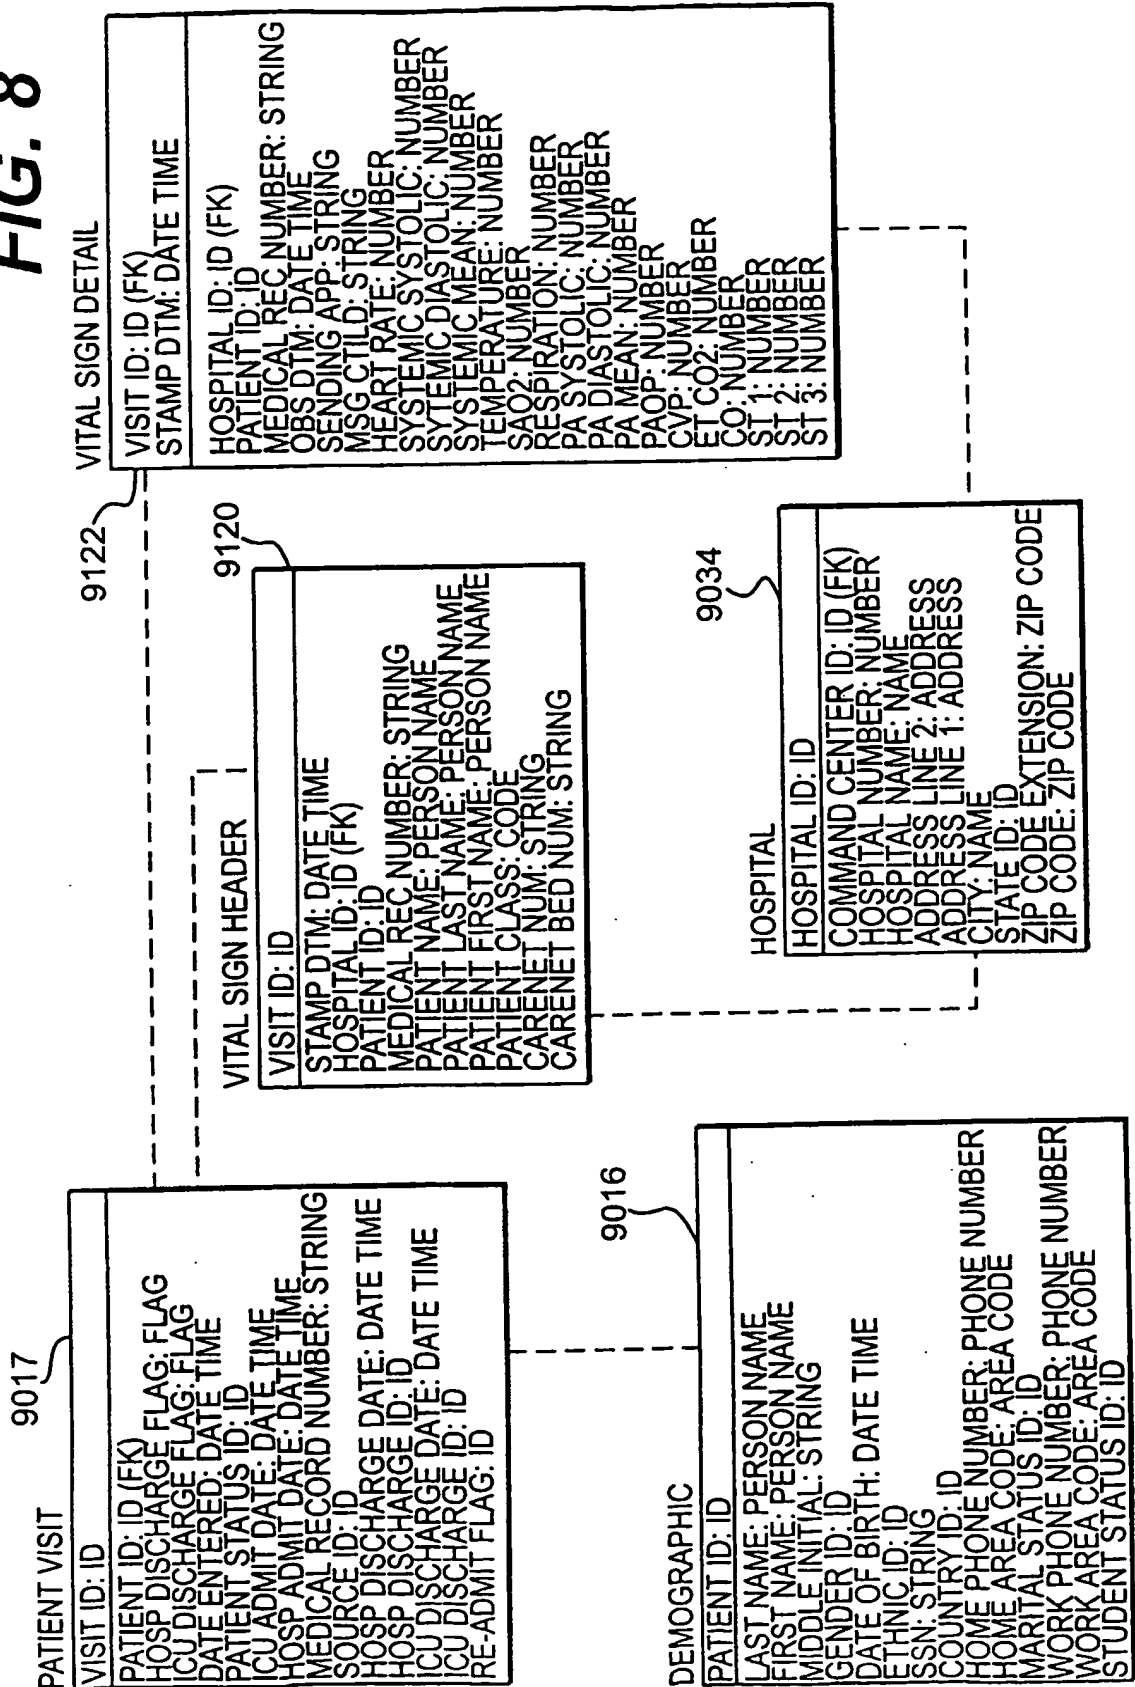 FIG. 8
PATIENT VISIT
9017
VISIT ID: ID
PATIENT ID: ID (FK)
HOSP DISCHARGE FLAG: FLAG
ICU DISCHARGE FLAG: FLAG
DATE ENTERED: DATE TIME
PATIENT STATUS ID: ID
ICU ADMIT DATE: DATE TIME
HOSP ADMIT DATE: DATE TIME
MEDICAL RECORD NUMBER: STRING
SOURCE ID: ID
HOSP DISCHARGE DATE: DATE TIME
HOSP DISCHARGE ID: ID
ICU DISCHARGE DATE: DATE TIME
ICU DISCHARGE ID: ID
RE-ADMIT FLAG: ID
VITAL SIGN HEADER
9120
VISIT ID: ID
STAMP DTM: DATE TIME
HOSPITAL ID: ID (FK)
PATIENT ID: ID
MEDICAL REC NUMBER: STRING
PATIENT NAME: PERSON NAME
PATIENT LAST NAME: PERSON NAME
PATIENT FIRST NAME: PERSON NAME
PATIENT CLASS: CODE
CARENET NUM: STRING
CARENET BED NUM: STRING
VITAL SIGN DETAIL
9122
VISIT ID: ID (FK)
STAMP DTM: DATE TIME
HOSPITAL ID: ID (FK)
PATIENT ID: ID
MEDICAL REC NUMBER: STRING
OBS DTM: DATE TIME
SENDING APP: STRING
MSG CTILD: STRING
HEART RATE: NUMBER
SYSTEMIC SYSTOLIC: NUMBER
SYTEMIC DIASTOLIC: NUMBER
SYSTEMIC MEAN: NUMBER
TEMPERATURE: NUMBER
SAO2: NUMBER
RESPIRATION: NUMBER
PA SYSTOLIC: NUMBER
PA DIASTOLIC: NUMBER
PA MEAN: NUMBER
PAOP: NUMBER
CVP: NUMBER
ET CO2: NUMBER
CO: NUMBER
ST 1: NUMBER
ST 2: NUMBER
ST 3: NUMBER
DEMOGRAPHIC
9016
PATIENT ID: ID
LAST NAME: PERSON NAME
FIRST NAME: PERSON NAME
MIDDLE INITIAL: STRING
GENDER ID: ID
DATE OF BIRTH: DATE TIME
ETHNIC ID: ID
SSN: STRING
COUNTRY ID: ID
HOME PHONE NUMBER: PHONE NUMBER
HOME AREA CODE: AREA CODE
MARITAL STATUS ID: ID
WORK PHONE NUMBER: PHONE NUMBER
WORK AREA CODE: AREA CODE
STUDENT STATUS ID: ID
HOSPITAL
9034
HOSPITAL ID: ID
COMMAND CENTER ID: ID (FK)
HOSPITAL NUMBER: NUMBER
HOSPITAL NAME: NAME
ADDRESS LINE 2: ADDRESS
ADDRESS LINE 1: ADDRESS
CITY: NAME
STATE ID: ID
ZIP CODE EXTENSION: ZIP CODE
ZIP CODE: ZIP CODE